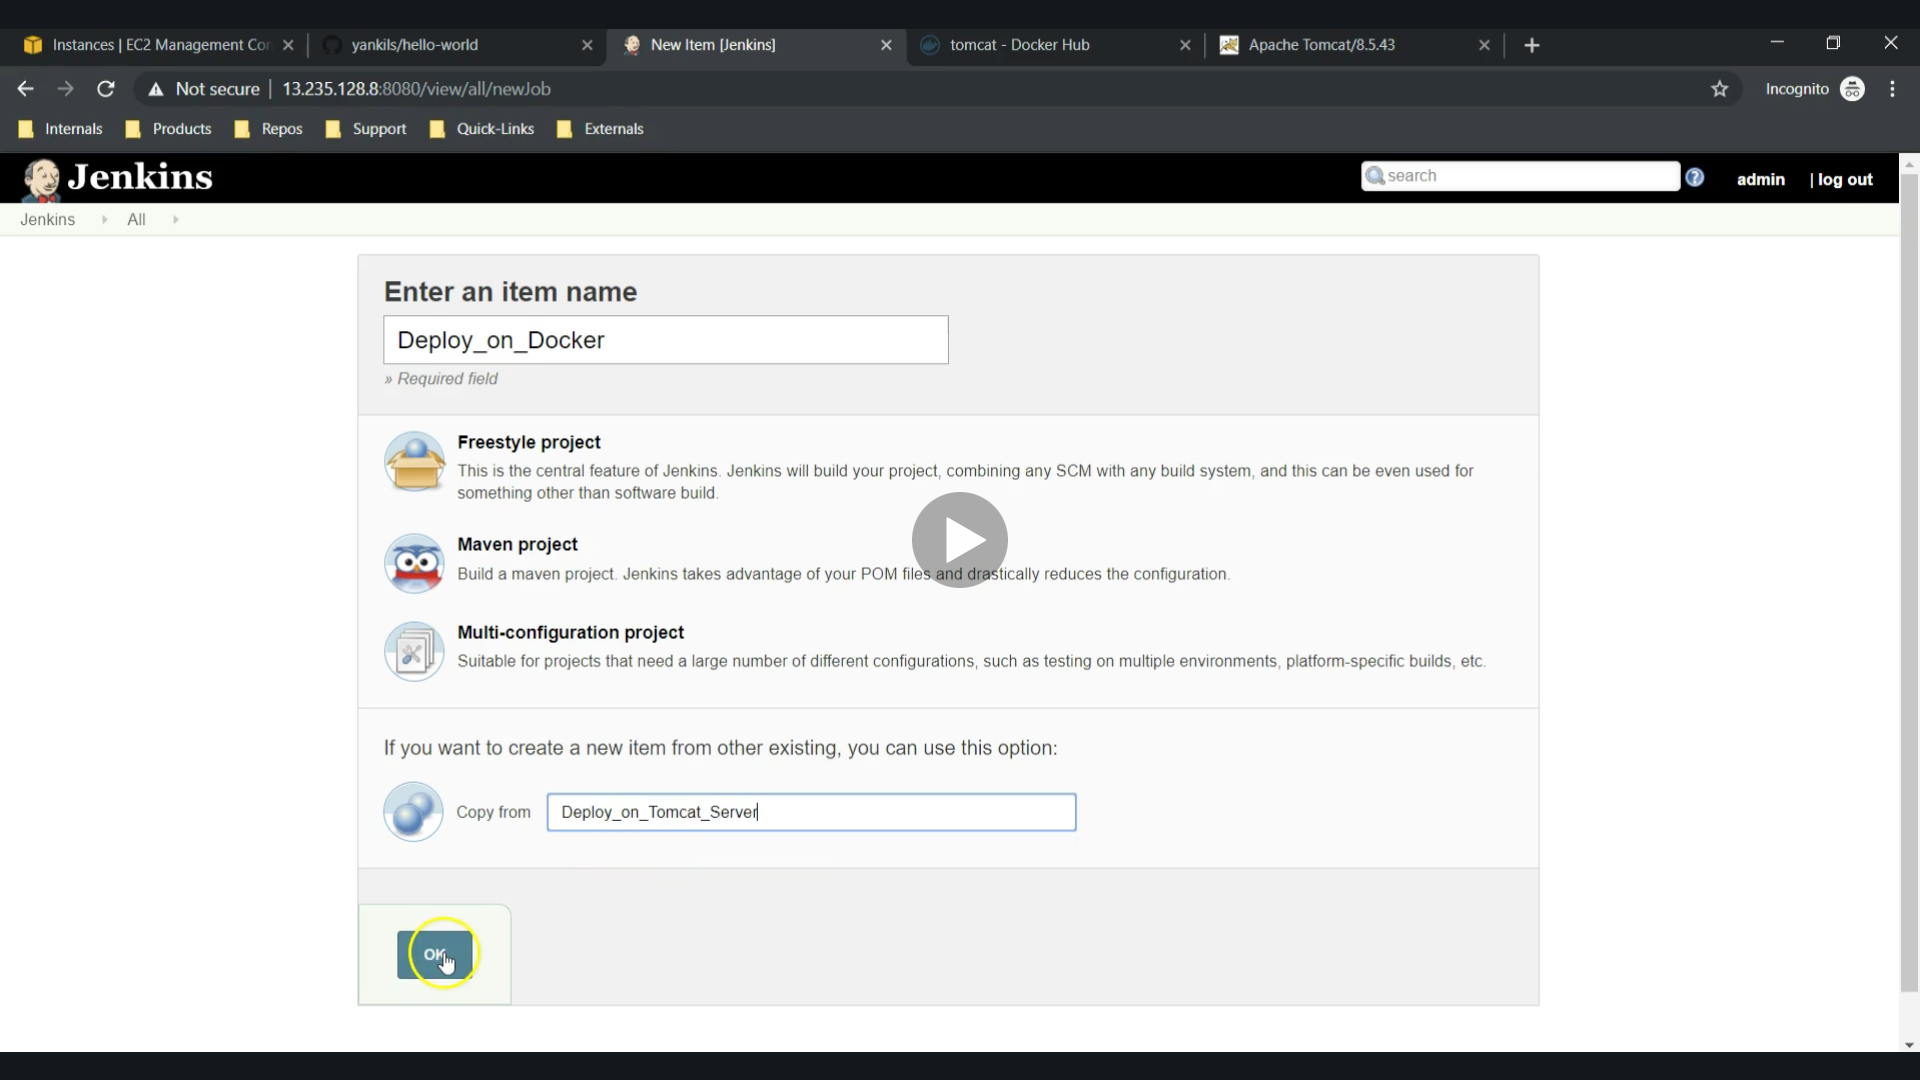 Instances | EC2 Management Con
yankils/hello-world
New Item [Jenkins]
tomcat - Docker Hub
Apache Tomcat/8.5.43
Not secure | 13.235.128.8:8080/view/all/newJob
Incognito
Internals
Products
Repos
Support
Quick-Links
Externals
Jenkins
search
admin
| log out
Jenkins
All
Enter an item name
Deploy_on_Docker
» Required field
Freestyle project
This is the central feature of Jenkins. Jenkins will build your project, combining any SCM with any build system, and this can be even used for
something other than software build.
Maven project
Build a maven project. Jenkins takes advantage of your POM files and drastically reduces the configuration.
Multi-configuration project
Suitable for projects that need a large number of different configurations, such as testing on multiple environments, platform-specific builds, etc.
If you want to create a new item from other existing, you can use this option:
Copy from
Deploy_on_Tomcat_Server
OK